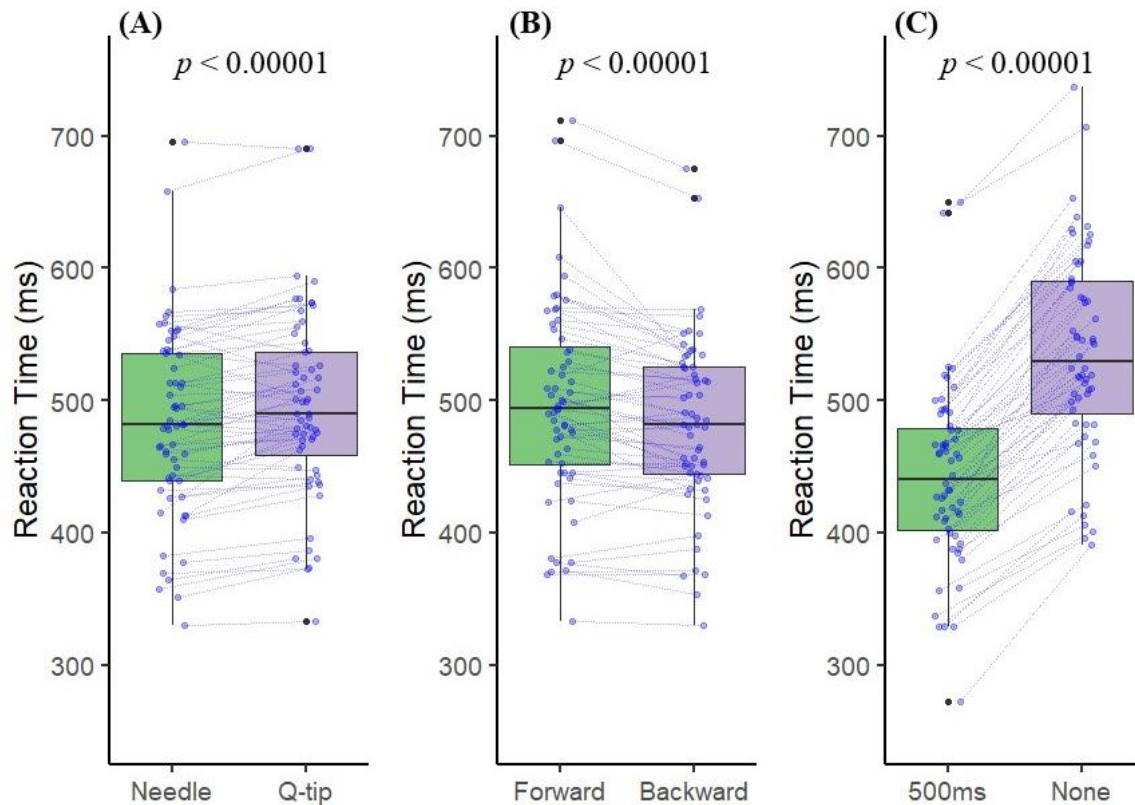 (A)
p < 0.00001
Reaction Time (ms)
700
600
500
400
300
Needle
Q-tip
(B)
p < 0.00001
Reaction Time (ms)
700
600
500
400
300
Forward
Backward
(C)
p < 0.00001
Reaction Time (ms)
700
600
500
400
300
500ms
None